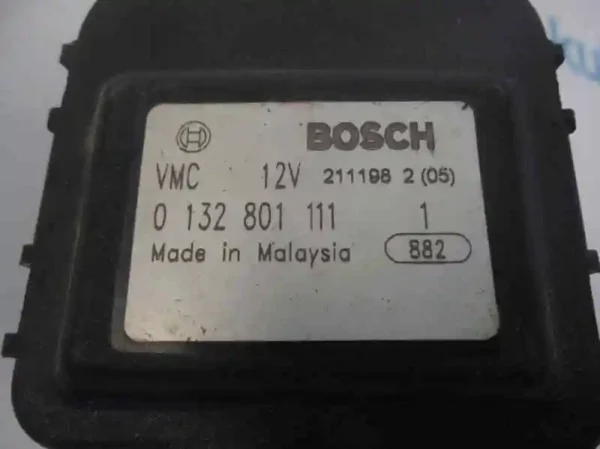 BOSCH
VMC 12V 211198 2 (05)
0 132 801 111 1
Made in Malaysia 882